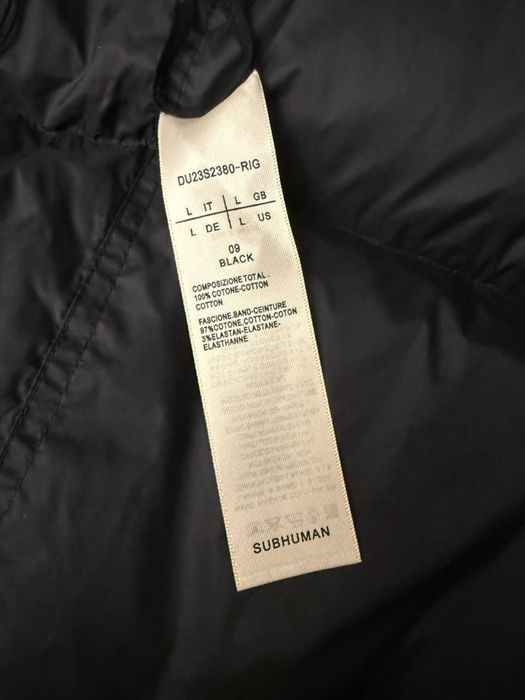 DU23S2380-RIG
L IT | L GB
L DE | L US
09
BLACK
COMPOSIZIONE TOTAL.
100% COTONE-COTTON
COTTON
FASCIONE.BAND-CEINTURE
97%COTONE.COTTON-COTON
3%ELASTAN-ELASTANE-
ELASTHANNE
SUBHUMAN